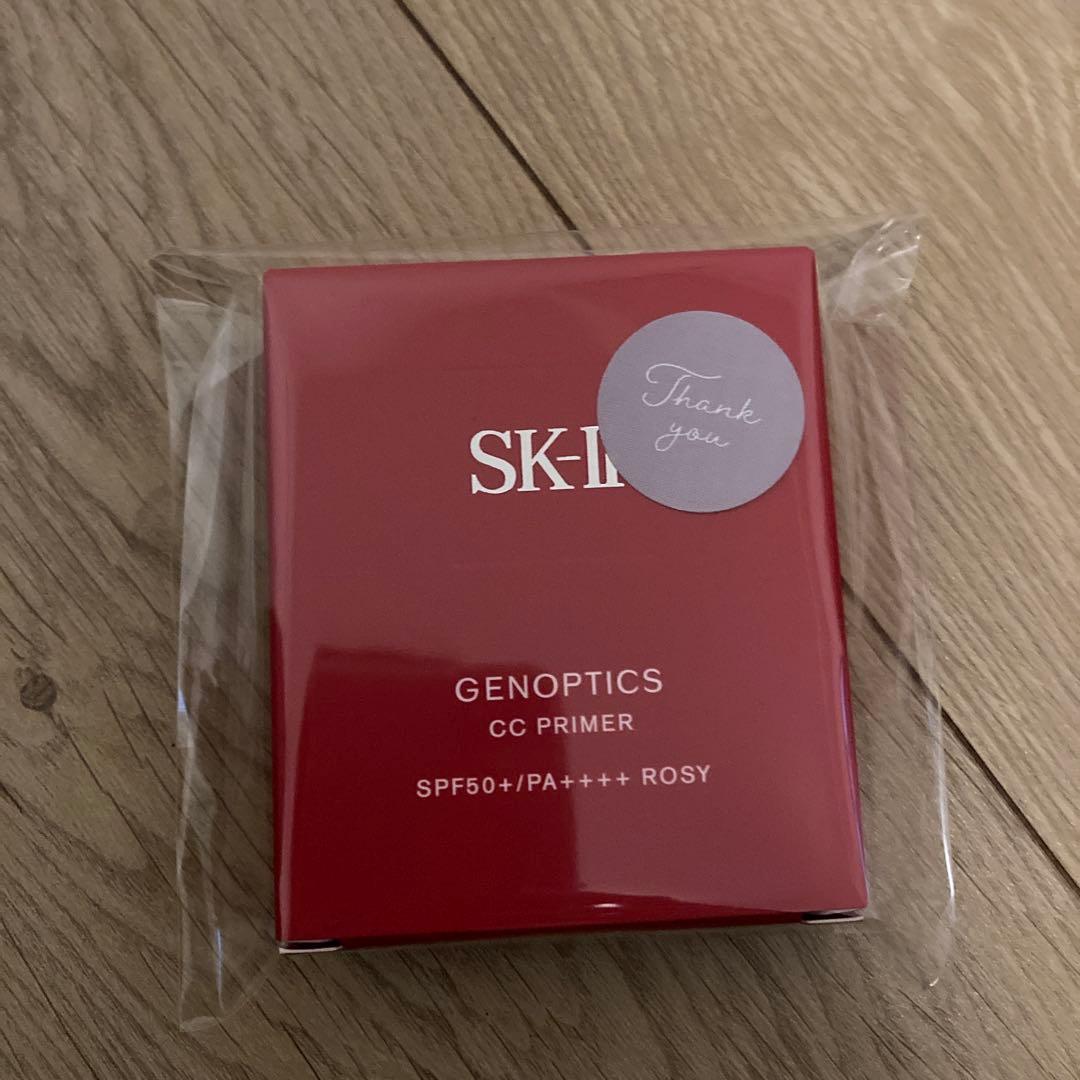 SK-II
Thank
you
GENOPTICS
CC PRIMER
SPF50+/PA++++ ROSY